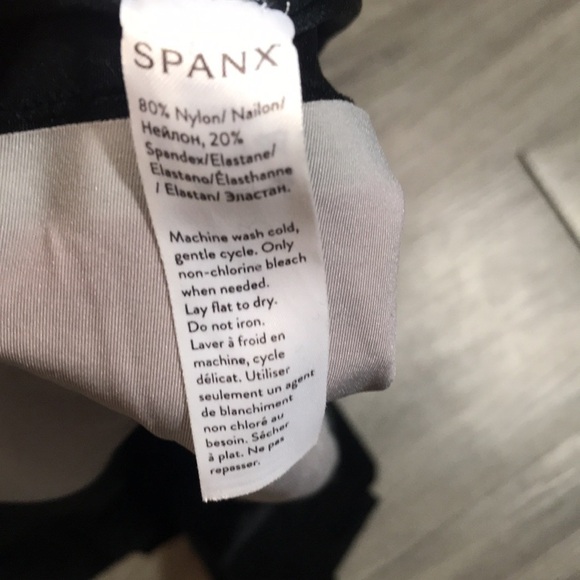 SPANX
80% Nylon/ Nailon/
Нейлон, 20%
Spandex/Elastane/
Elastano/Élasthanne
/ Elastan/ Эластан.
Machine wash cold,
gentle cycle. Only
non-chlorine bleach
when needed.
Lay flat to dry.
Do not iron.
Laver à froid en
machine, cycle
délicat. Utiliser
seulement un agent
de blanchiment
non chloré au
besoin. Sécher
à plat. Ne pas
repasser.